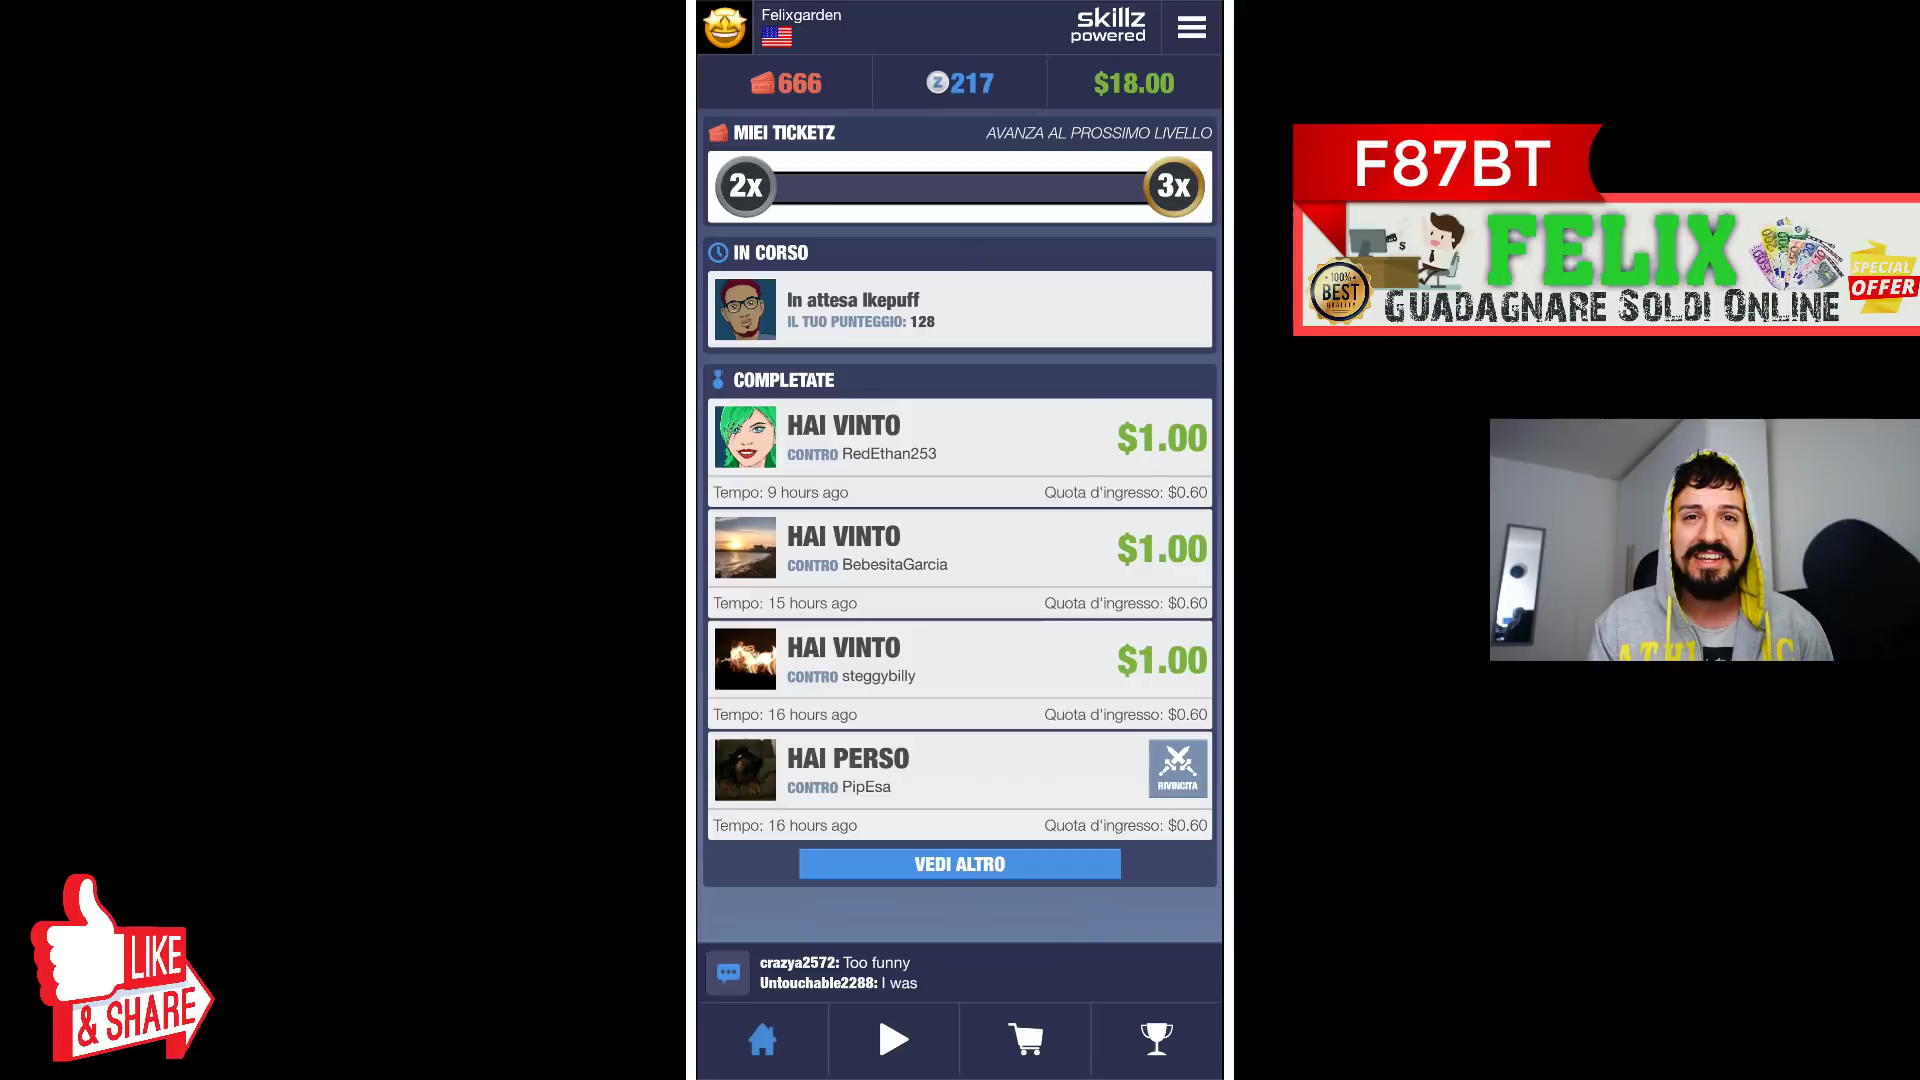 Felixgarden
skillz
powered
666
Z 217
$18.00
MIEI TICKETZ
AVANZA AL PROSSIMO LIVELLO
2x
3x
IN CORSO
In attesa Ikepuff
IL TUO PUNTEGGIO: 128
COMPLETATE
HAI VINTO
CONTRO RedEthan253
$1.00
Tempo: 9 hours ago
Quota d'ingresso: $0.60
HAI VINTO
CONTRO BebesitaGarcia
$1.00
Tempo: 15 hours ago
Quota d'ingresso: $0.60
HAI VINTO
CONTRO steggybilly
$1.00
Tempo: 16 hours ago
Quota d'ingresso: $0.60
HAI PERSO
CONTRO PipEsa
RIVINCITA
Tempo: 16 hours ago
Quota d'ingresso: $0.60
VEDI ALTRO
crazya2572: Too funny
Untouchable2288: I was
F87BT
FELIX
GUADAGNARE SOLDI ONLINE
100%
BEST
QUALITY
SPECIAL
OFFER
LIKE
& SHARE